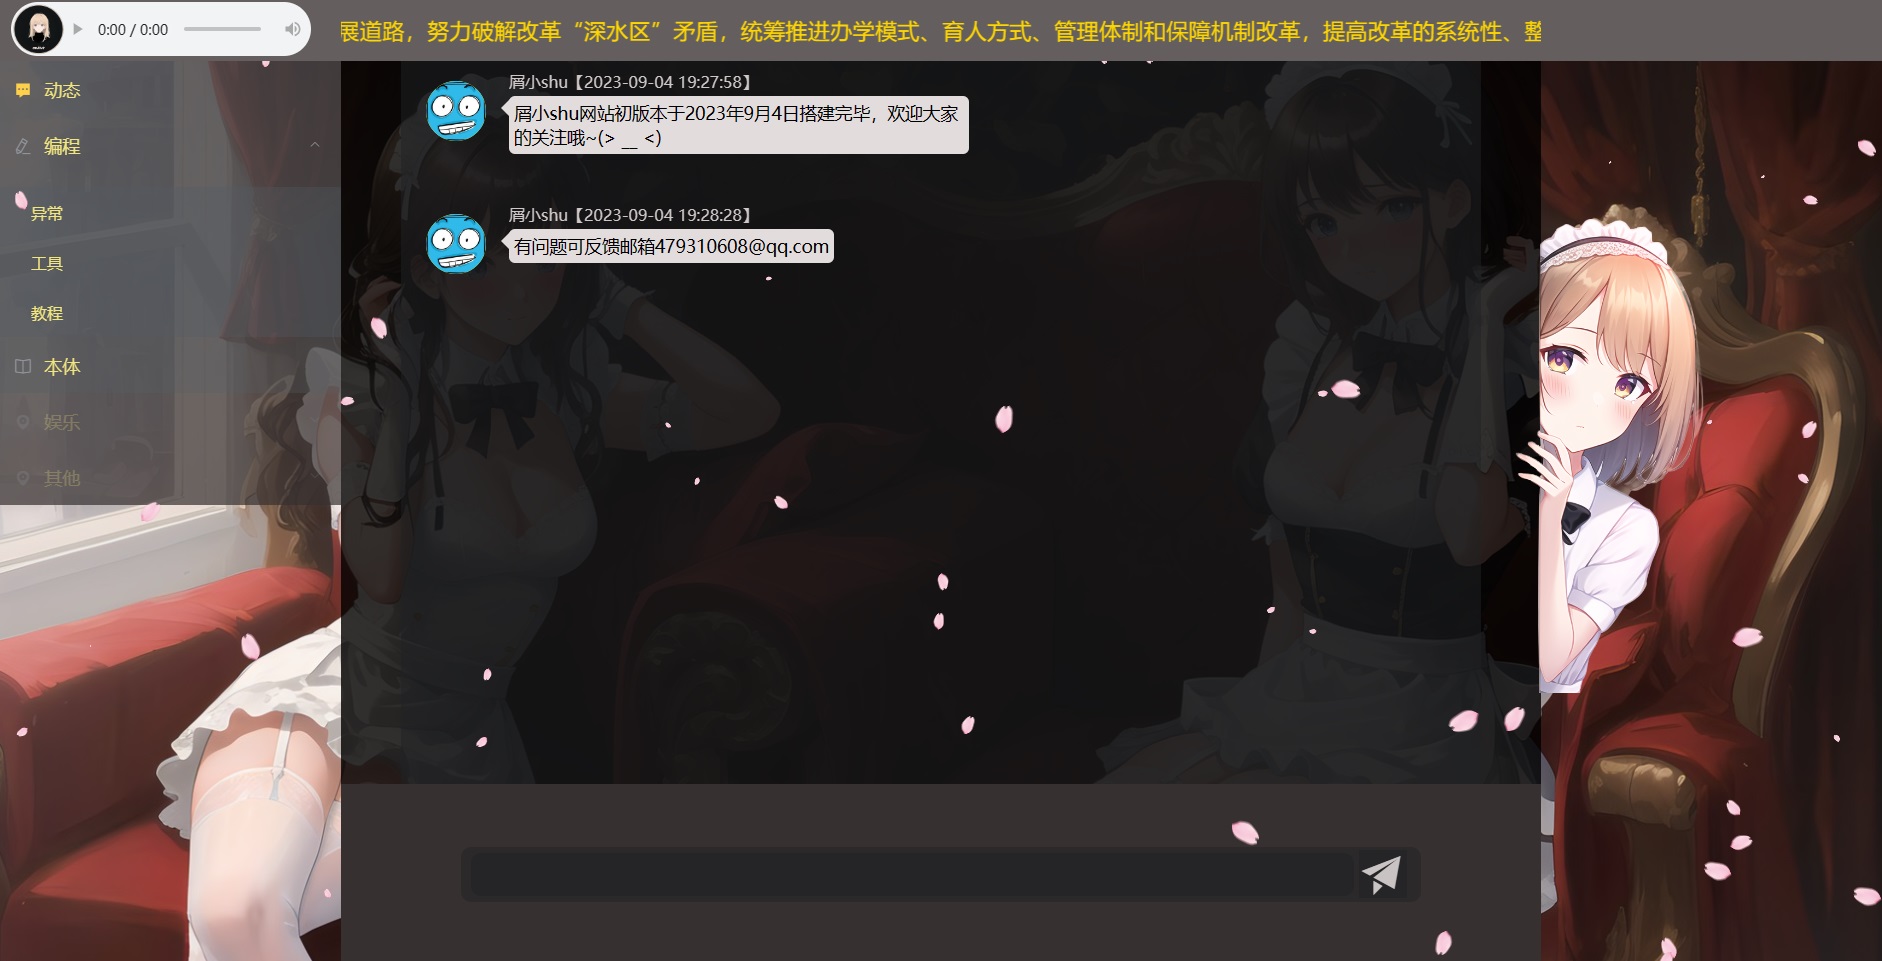 0:00 / 0:00
展道路，努力破解改革“深水区”矛盾，统筹推进办学模式、育人方式、管理体制和保障机制改革，提高改革的系统性、整
动态
编程
异常
工具
教程
本体
娱乐
其他
屑小shu【2023-09-04 19:27:58】
屑小shu网站初版本于2023年9月4日搭建完毕，欢迎大家
的关注哦~(> __ <)
屑小shu【2023-09-04 19:28:28】
有问题可反馈邮箱479310608@qq.com